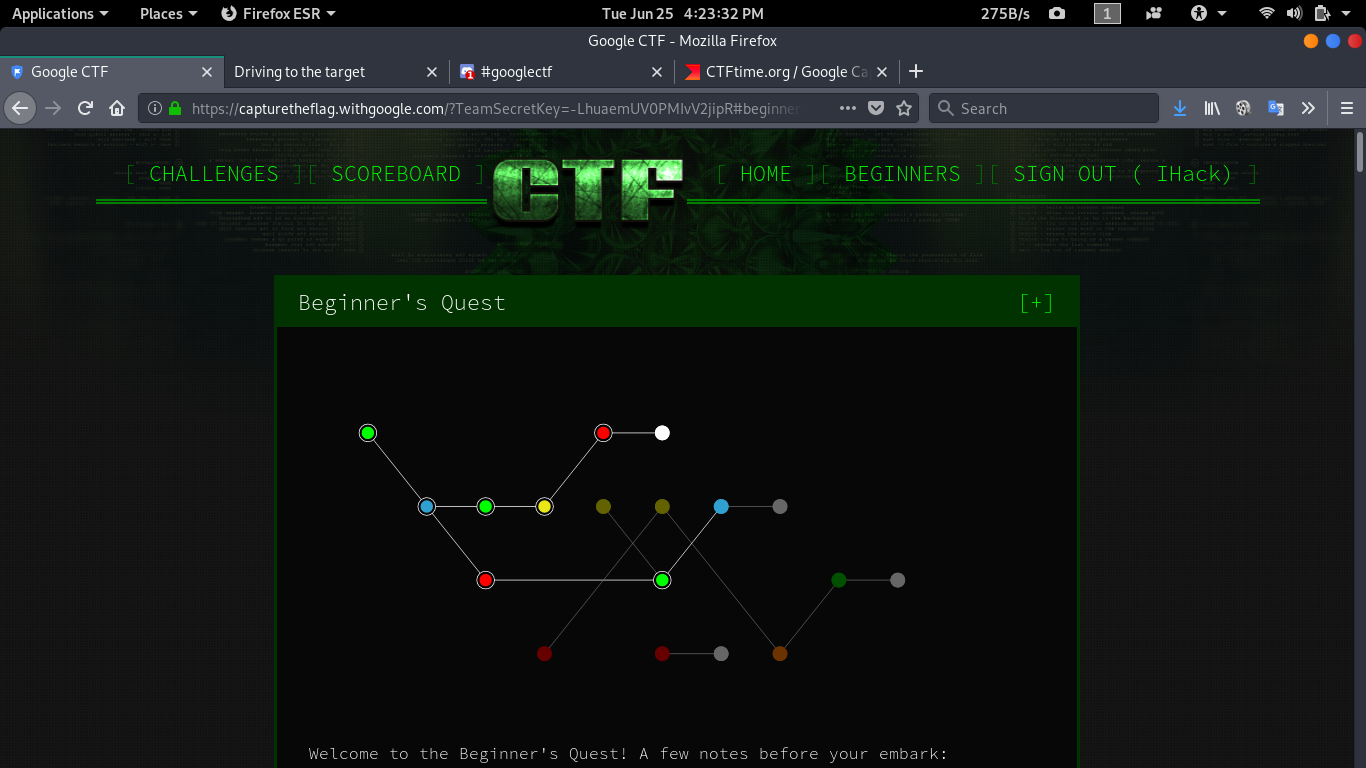 Applications Places Firefox ESR Tue Jun 25 4:23:32 PM 275B/s 1
Google CTF - Mozilla Firefox
Google CTF Driving to the target #googlectf CTFtime.org / Google Ca
https://capturetheflag.withgoogle.com/?TeamSecretKey=-LhuaemUV0PMIvV2jipR#beginner Search
[ CHALLENGES ][ SCOREBOARD ] CTF [ HOME ][ BEGINNERS ][ SIGN OUT ( IHack) ]
Beginner's Quest [+]
Welcome to the Beginner's Quest! A few notes before your embark: